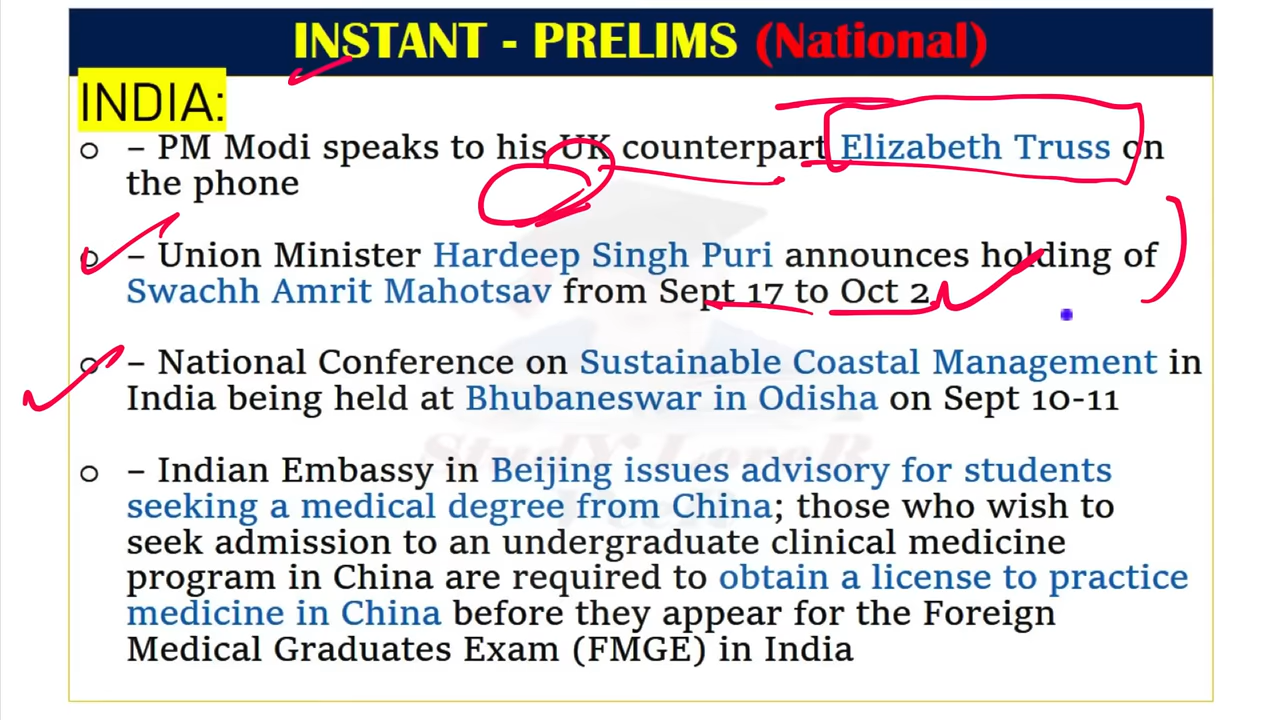 INSTANT - PRELIMS (National)
INDIA:
o – PM Modi speaks to his UK counterpart Elizabeth Truss on
the phone
o – Union Minister Hardeep Singh Puri announces holding of
Swachh Amrit Mahotsav from Sept 17 to Oct 2
o – National Conference on Sustainable Coastal Management in
India being held at Bhubaneswar in Odisha on Sept 10-11
StudY LoveR
VeeR
o – Indian Embassy in Beijing issues advisory for students
seeking a medical degree from China; those who wish to
seek admission to an undergraduate clinical medicine
program in China are required to obtain a license to practice
medicine in China before they appear for the Foreign
Medical Graduates Exam (FMGE) in India